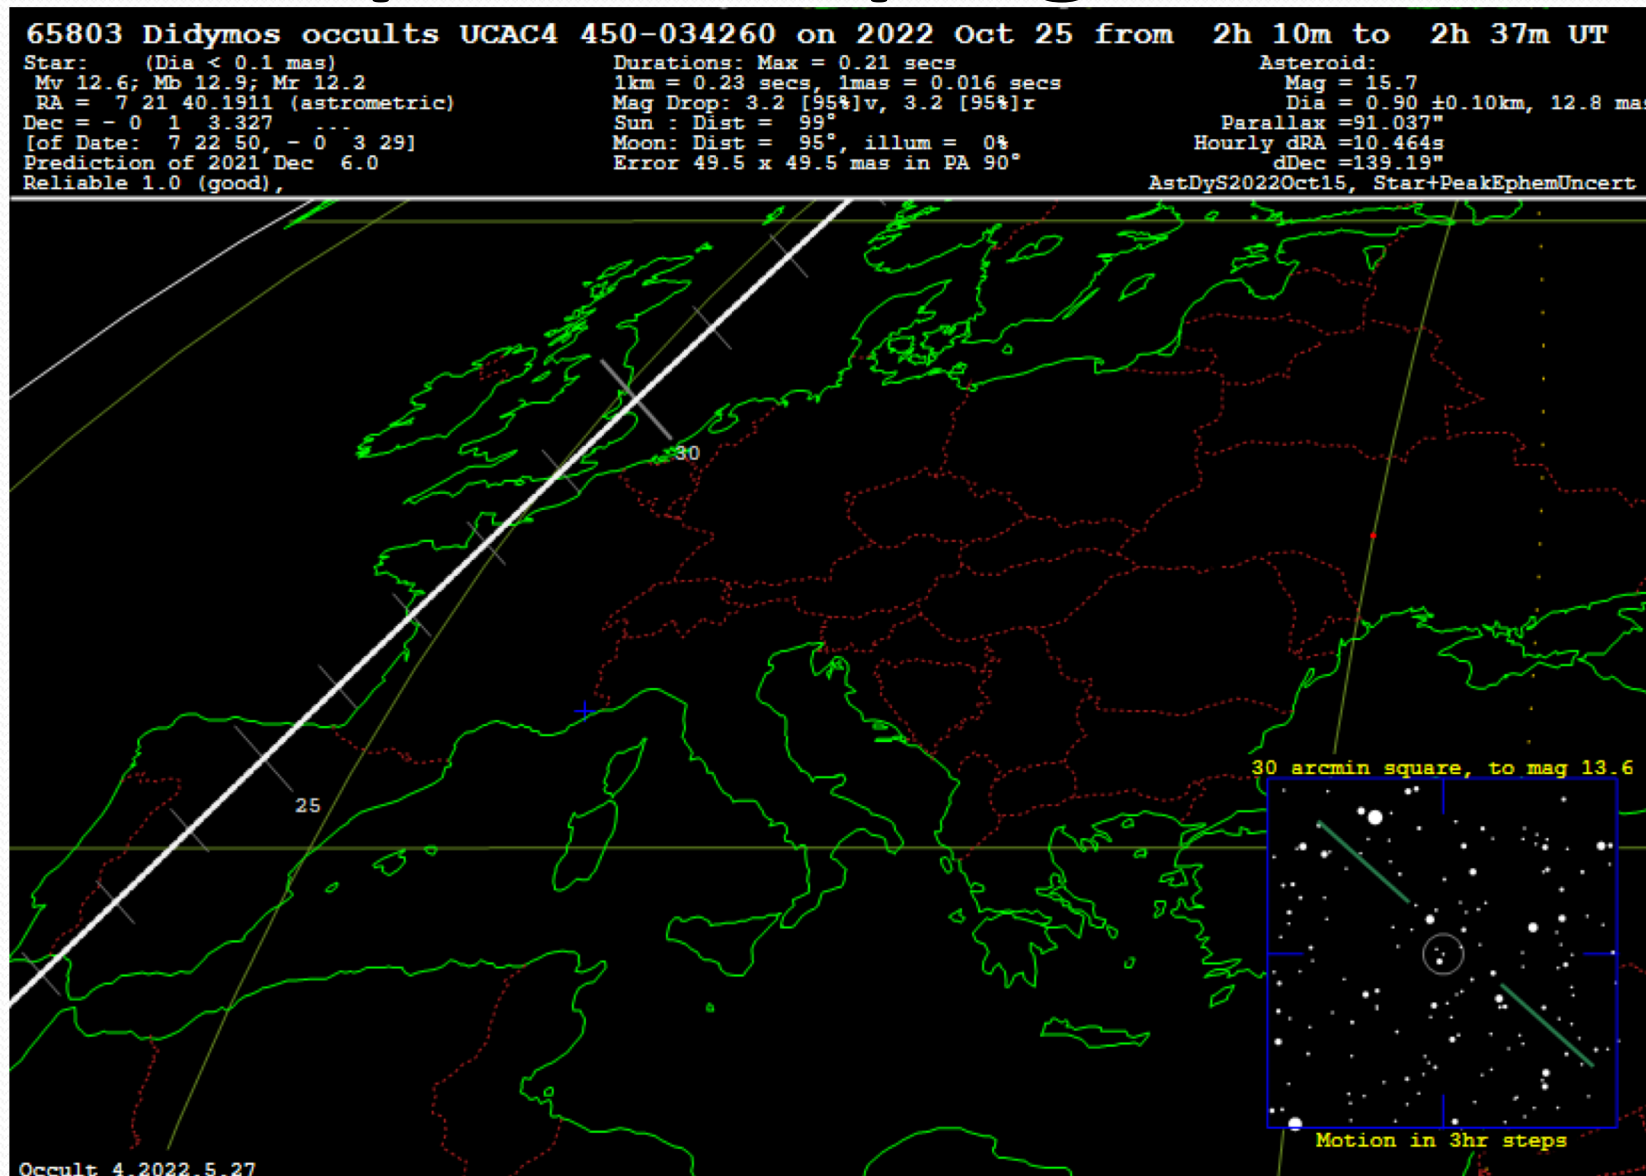 65803 Didymos occults UCAC4 450-034260 on 2022 Oct 25 from 2h 10m to 2h 37m UT
Star: (Dia < 0.1 mas)
Mv 12.6; Mb 12.9; Mr 12.2
RA = 7 21 40.1911 (astrometric)
Dec = - 0 1 3.327 ...
[of Date: 7 22 50, - 0 3 29]
Prediction of 2021 Dec 6.0
Reliable 1.0 (good),
Durations: Max = 0.21 secs
1km = 0.23 secs, 1mas = 0.016 secs
Mag Drop: 3.2 [95%]v, 3.2 [95%]r
Sun : Dist = 99°
Moon: Dist = 95°, illum = 0%
Error 49.5 x 49.5 mas in PA 90°
Asteroid:
Mag = 15.7
Dia = 0.90 ±0.10km, 12.8 mas
Parallax =91.037"
Hourly dRA =10.464s
dDec =139.19"
AstDyS2022Oct15, Star+PeakEphemUncert
30
25
30 arcmin square, to mag 13.6
Motion in 3hr steps
Occult 4.2022.5.27